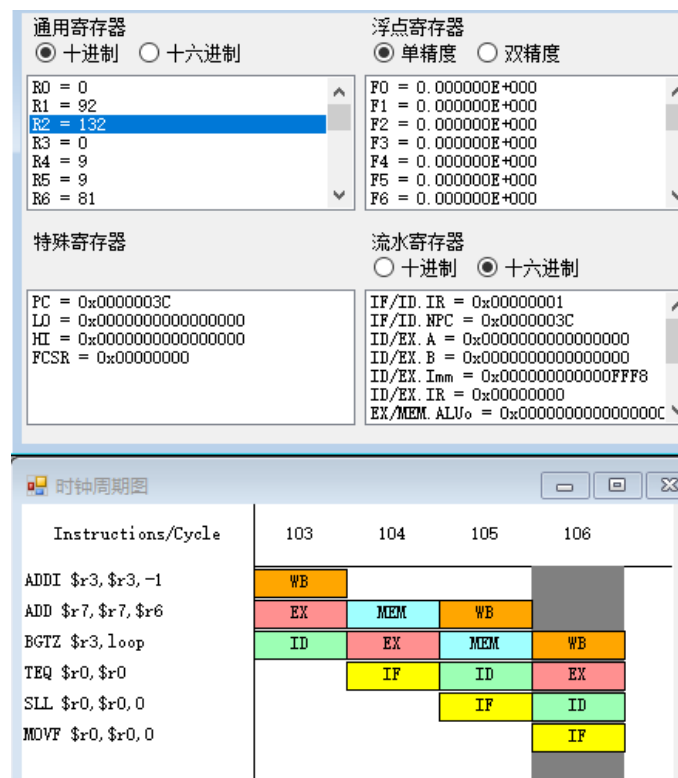 通用寄存器
十进制 十六进制
R0 = 0
R1 = 92
R2 = 132
R3 = 0
R4 = 9
R5 = 9
R6 = 81
浮点寄存器
单精度 双精度
F0 = 0.000000E+000
F1 = 0.000000E+000
F2 = 0.000000E+000
F3 = 0.000000E+000
F4 = 0.000000E+000
F5 = 0.000000E+000
F6 = 0.000000E+000
特殊寄存器
PC = 0x0000003C
LO = 0x0000000000000000
HI = 0x0000000000000000
FCSR = 0x00000000
流水寄存器
十进制 十六进制
IF/ID.IR = 0x00000001
IF/ID.NPC = 0x0000003C
ID/EX.A = 0x0000000000000000
ID/EX.B = 0x0000000000000000
ID/EX.Imm = 0x000000000000FFF8
ID/EX.IR = 0x00000000
EX/MEM.ALUo = 0x000000000000000C
时钟周期图
Instructions/Cycle 103 104 105 106
ADDI $r3,$r3,-1 WB
ADD $r7,$r7,$r6 EX MEM WB
BGTZ $r3,loop ID EX MEM WB
TEQ $r0,$r0 IF ID EX
SLL $r0,$r0,0 IF ID
MOVF $r0,$r0,0 IF